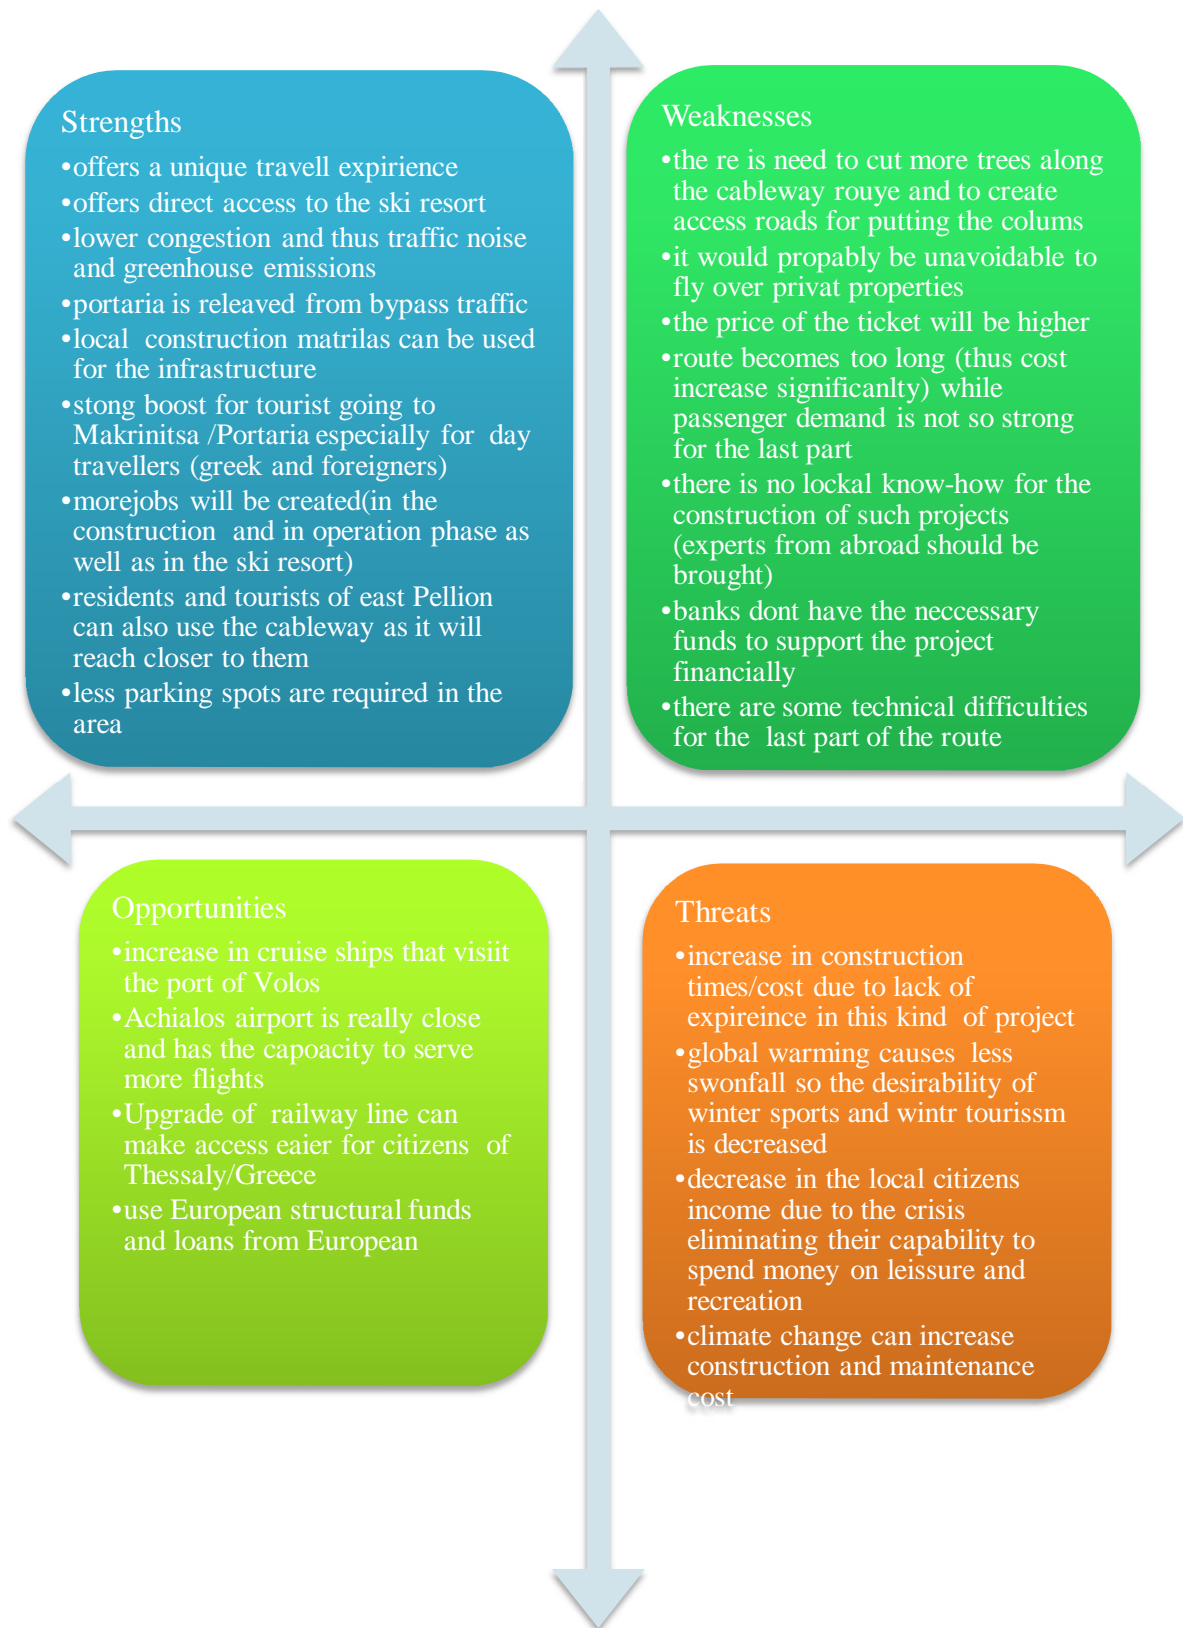 Strengths
•offers a unique travell expirience
•offers direct access to the ski resort
•lower congestion and thus traffic noise
and greenhouse emissions
•portaria is releaved from bypass traffic
•local construction matrilas can be used
for the infrastructure
•stong boost for tourist going to
Makrinitsa /Portaria especially for day
travellers (greek and foreigners)
•morejobs will be created(in the
construction and in operation phase as
well as in the ski resort)
•residents and tourists of east Pellion
can also use the cableway as it will
reach closer to them
•less parking spots are required in the
area
Weaknesses
•the re is need to cut more trees along
the cableway rouye and to create
access roads for putting the colums
•it would propably be unavoidable to
fly over privat properties
•the price of the ticket will be higher
•route becomes too long (thus cost
increase significanlty) while
passenger demand is not so strong
for the last part
•there is no lockal know-how for the
construction of such projects
(experts from abroad should be
brought)
•banks dont have the neccessary
funds to support the project
financially
•there are some technical difficulties
for the last part of the route
Opportunities
•increase in cruise ships that visiit
the port of Volos
•Achialos airport is really close
and has the capoacity to serve
more flights
•Upgrade of railway line can
make access eaier for citizens of
Thessaly/Greece
•use European structural funds
and loans from European
Threats
•increase in construction
times/cost due to lack of
expireince in this kind of project
•global warming causes less
swonfall so the desirability of
winter sports and wintr tourissm
is decreased
•decrease in the local citizens
income due to the crisis
eliminating their capability to
spend money on leissure and
recreation
•climate change can increase
construction and maintenance
cost